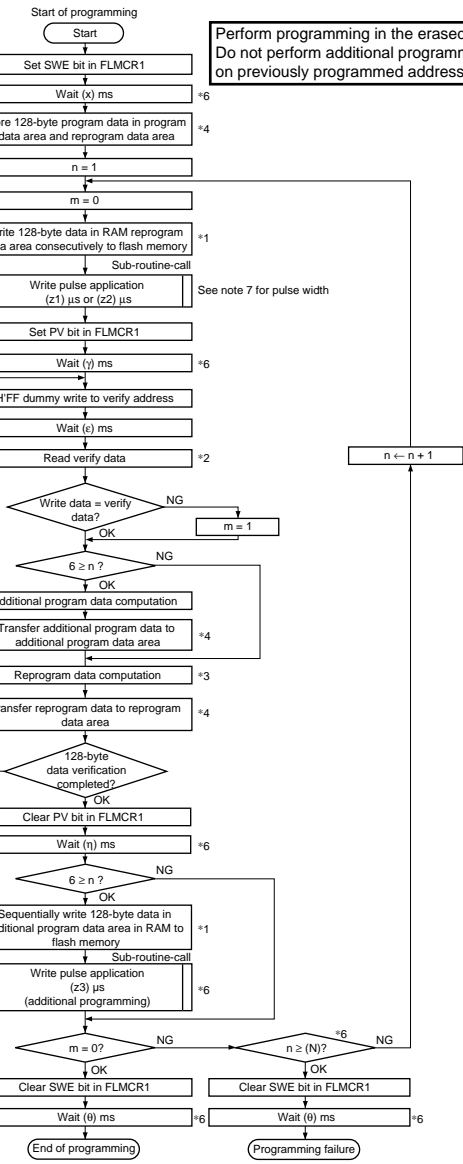 Start of programming
Start
Perform programming in the erased
Do not perform additional programm
on previously programmed address
Set SWE bit in FLMCR1
Wait (x) ms
*6
re 128-byte program data in program
data area and reprogram data area
*4
n = 1
m = 0
rite 128-byte data in RAM reprogram
a area consecutively to flash memory
*1
Sub-routine-call
Write pulse application
(z1) μs or (z2) μs
See note 7 for pulse width
Set PV bit in FLMCR1
Wait (γ) ms
*6
H'FF dummy write to verify address
Wait (ε) ms
Read verify data
*2
n ← n + 1
Write data = verify
data?
NG
m = 1
OK
6 ≥ n ?
NG
OK
dditional program data computation
Transfer additional program data to
additional program data area
*4
Reprogram data computation
*3
ansfer reprogram data to reprogram
data area
*4
128-byte
data verification
completed?
OK
Clear PV bit in FLMCR1
Wait (η) ms
*6
6 ≥ n ?
NG
OK
Sequentially write 128-byte data in
ditional program data area in RAM to
flash memory
*1
Sub-routine-call
Write pulse application
(z3) μs
(additional programming)
*6
m = 0?
NG
n ≥ (N)?
*6
NG
OK
OK
Clear SWE bit in FLMCR1
Clear SWE bit in FLMCR1
Wait (θ) ms
*6
Wait (θ) ms
*6
End of programming
Programming failure